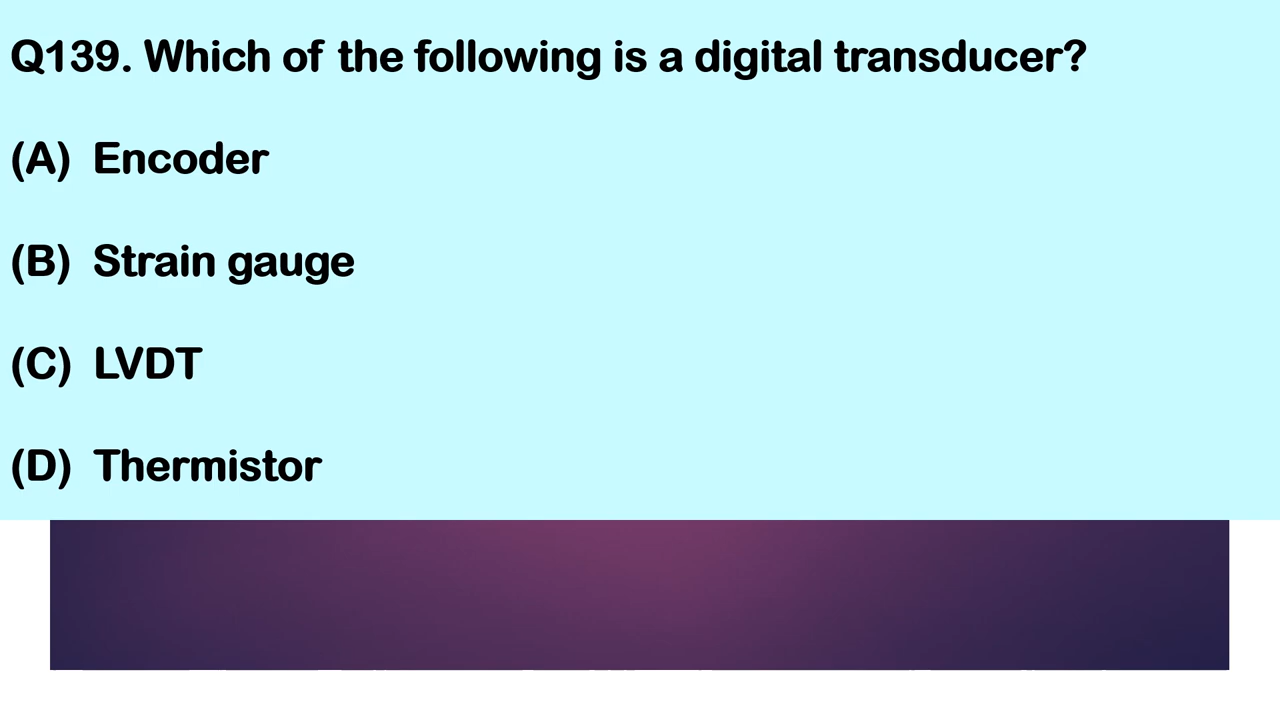 Q139. Which of the following is a digital transducer?
(A) Encoder
(B) Strain gauge
(C) LVDT
(D) Thermistor